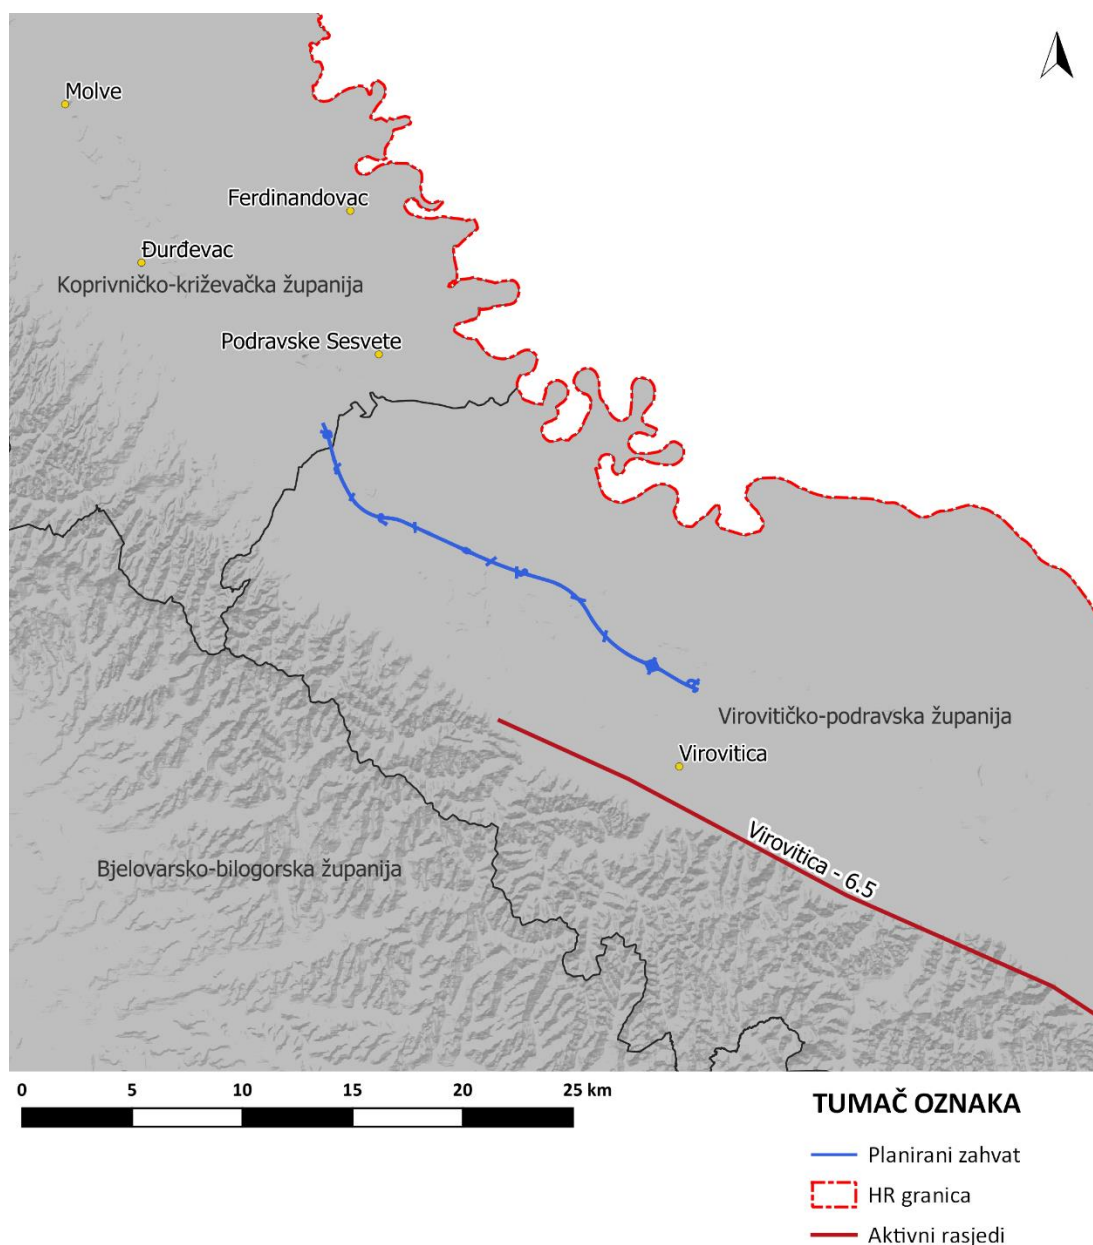 Molve
Ferdinandovac
Đurđevac
Koprivničko-križevačka županija
Podravske Sesvete
Virovitičko-podravska županija
Virovitica
Virovitica - 6.5
Bjelovarsko-bilogorska županija
0 5 10 15 20 25 km
TUMAČ OZNAKA
Planirani zahvat
HR granica
Aktivni rasjedi